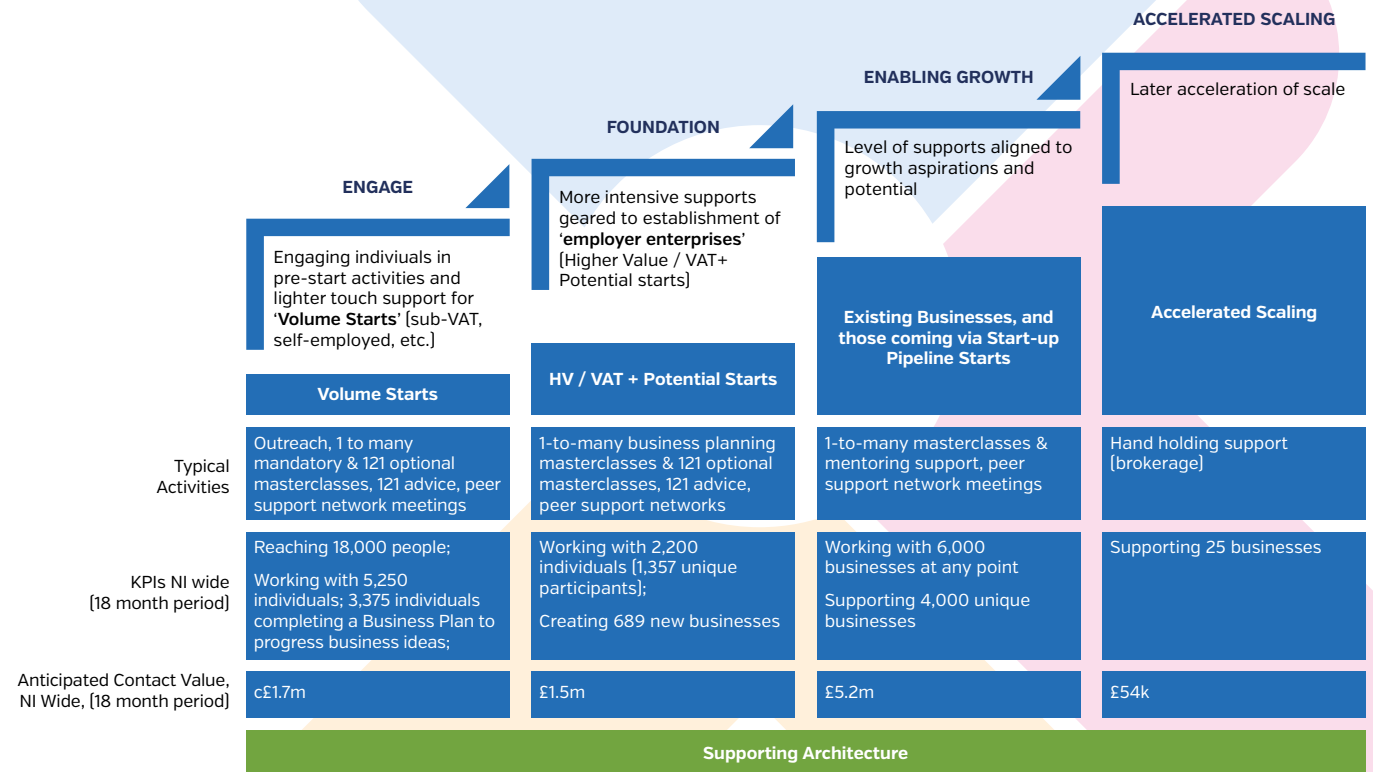 ENGAGE
Engaging indiviuals in
pre-start activities and
lighter touch support for
‘Volume Starts’ (sub-VAT,
self-employed, etc.)
Volume Starts
FOUNDATION
More intensive supports
geared to establishment of
‘employer enterprises’
(Higher Value / VAT+
Potential starts)
HV / VAT + Potential Starts
ENABLING GROWTH
Level of supports aligned to
growth aspirations and
potential
Existing Businesses, and
those coming via Start-up
Pipeline Starts
ACCELERATED SCALING
Later acceleration of scale
Accelerated Scaling
Typical
Activities
Outreach, 1 to many
mandatory & 121 optional
masterclasses, 121 advice, peer
support network meetings
1-to-many business planning
masterclasses & 121 optional
masterclasses, 121 advice,
peer support networks
1-to-many masterclasses &
mentoring support, peer
support network meetings
Hand holding support
(brokerage)
KPIs NI wide
(18 month period)
Reaching 18,000 people;
Working with 5,250
individuals; 3,375 individuals
completing a Business Plan to
progress business ideas;
Working with 2,200
individuals (1,357 unique
participants);
Creating 689 new businesses
Working with 6,000
businesses at any point
Supporting 4,000 unique
businesses
Supporting 25 businesses
Anticipated Contact Value,
NI Wide, (18 month period)
c£1.7m
£1.5m
£5.2m
£54k
Supporting Architecture